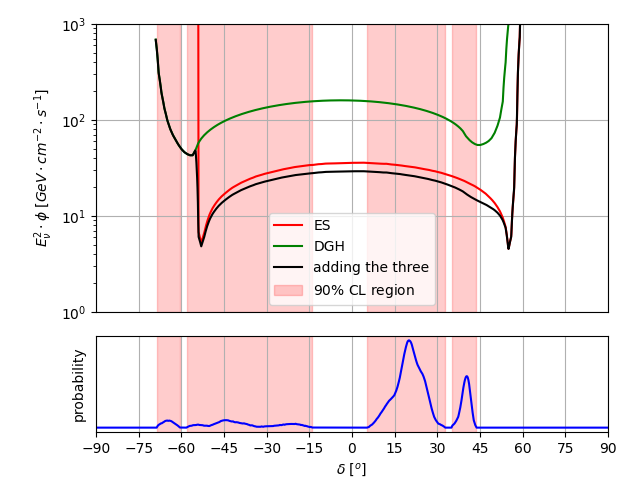 10³
10²
10¹
10⁰
E_ν² · ϕ [GeV · cm⁻² · s⁻¹]
ES
DGH
adding the three
90% CL region
probability
−90 −75 −60 −45 −30 −15 0 15 30 45 60 75 90
δ [°]